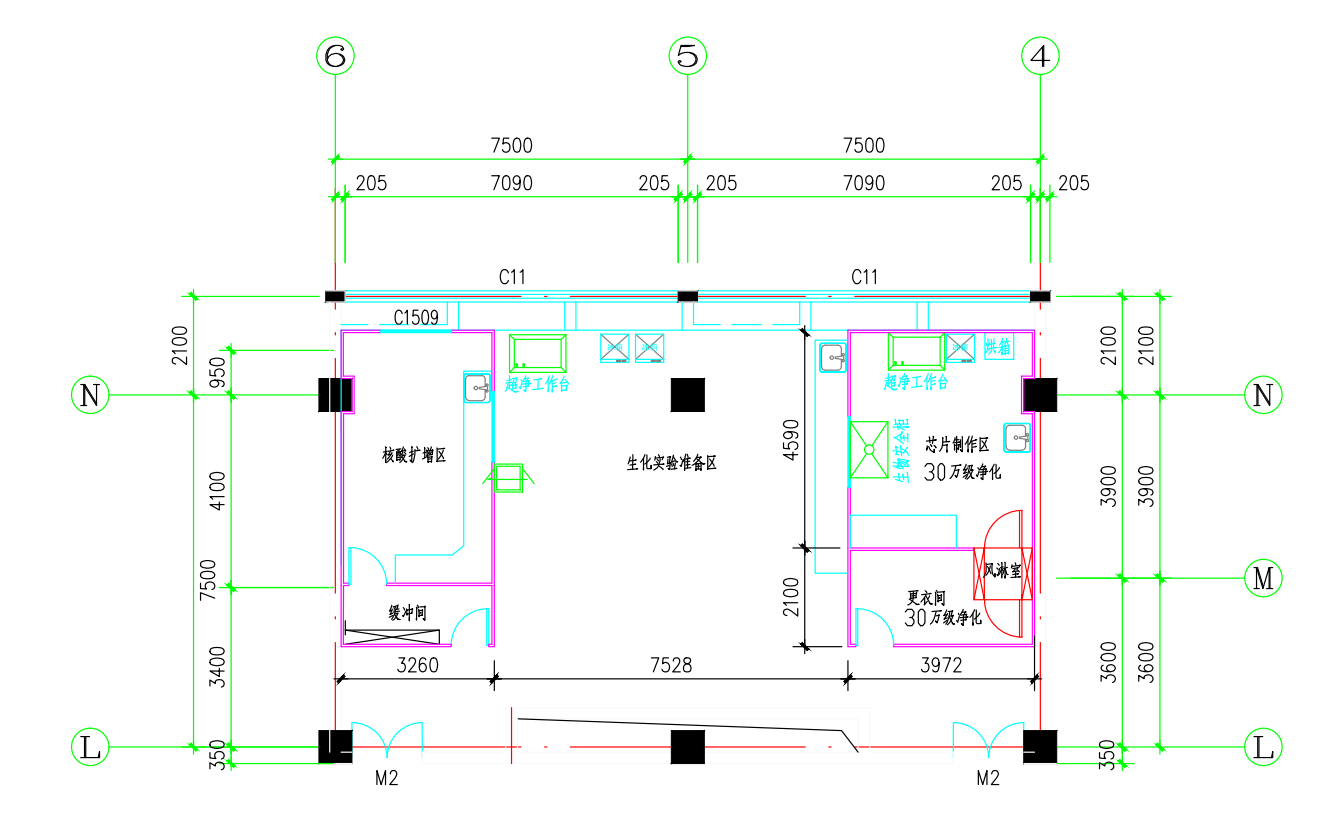 6
5
4
7500
7500
205
7090
205
205
7090
205
205
C11
C11
C1509
2100
950
2100
2100
烘箱
超净工作台
超净工作台
N
N
核酸扩增区
生化实验准备区
4590
生物安全柜
芯片制作区
30万级净化
4100
3900
3900
7500
风淋室
M
缓冲间
2100
更衣间
30万级净化
3400
3260
7528
3972
3600
3600
L
L
350
350
M2
M2